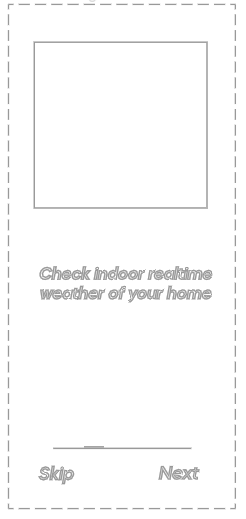 Check indoor realtime
weather of your home
Skip
Next